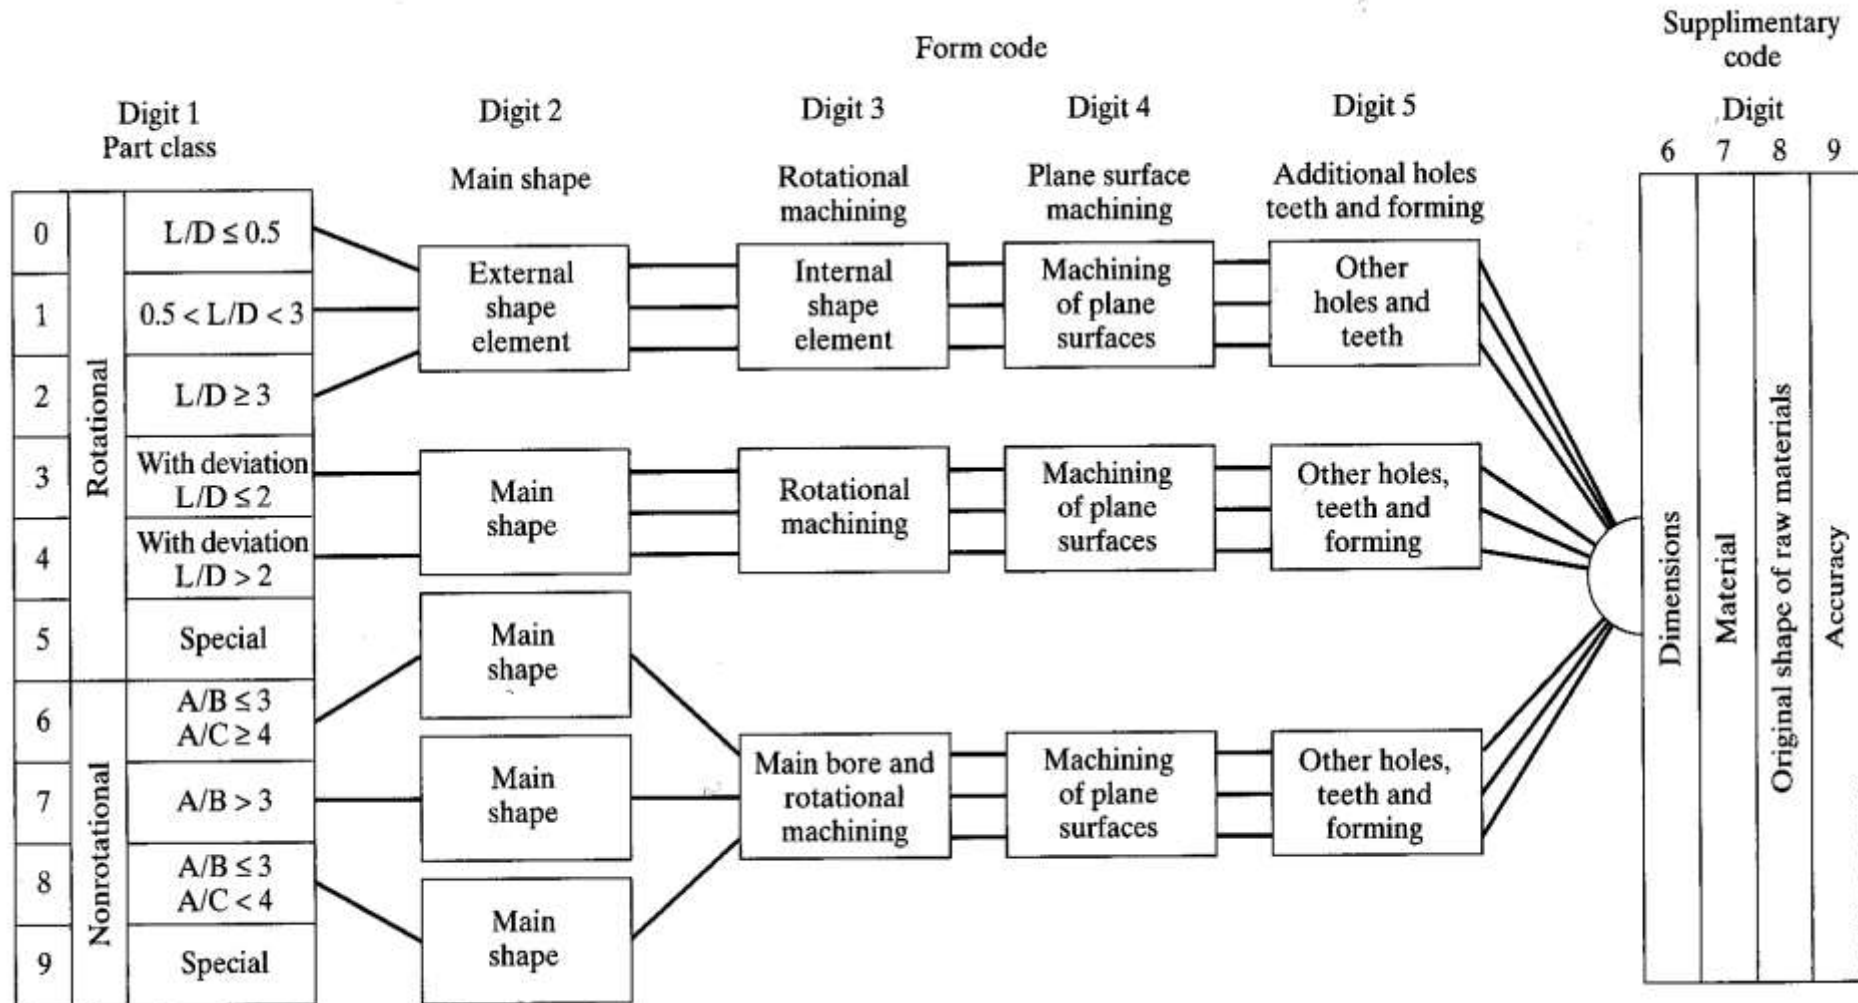 Form code
Supplimentary
code
Digit 1
Part class
Digit 2
Digit 3
Digit 4
Digit 5
Digit
6 7 8 9
Main shape
Rotational
machining
Plane surface
machining
Additional holes
teeth and forming
Rotational
Nonrotational
0
L/D ≤ 0.5
1
0.5 < L/D < 3
2
L/D ≥ 3
3
With deviation
L/D ≤ 2
4
With deviation
L/D > 2
5
Special
6
A/B ≤ 3
A/C ≥ 4
7
A/B > 3
8
A/B ≤ 3
A/C < 4
9
Special
External
shape
element
Internal
shape
element
Machining
of plane
surfaces
Other
holes and
teeth
Main
shape
Rotational
machining
Machining
of plane
surfaces
Other holes,
teeth and
forming
Main
shape
Main
shape
Main
shape
Main bore and
rotational
machining
Machining
of plane
surfaces
Other holes,
teeth and
forming
Dimensions
Material
Original shape of raw materials
Accuracy